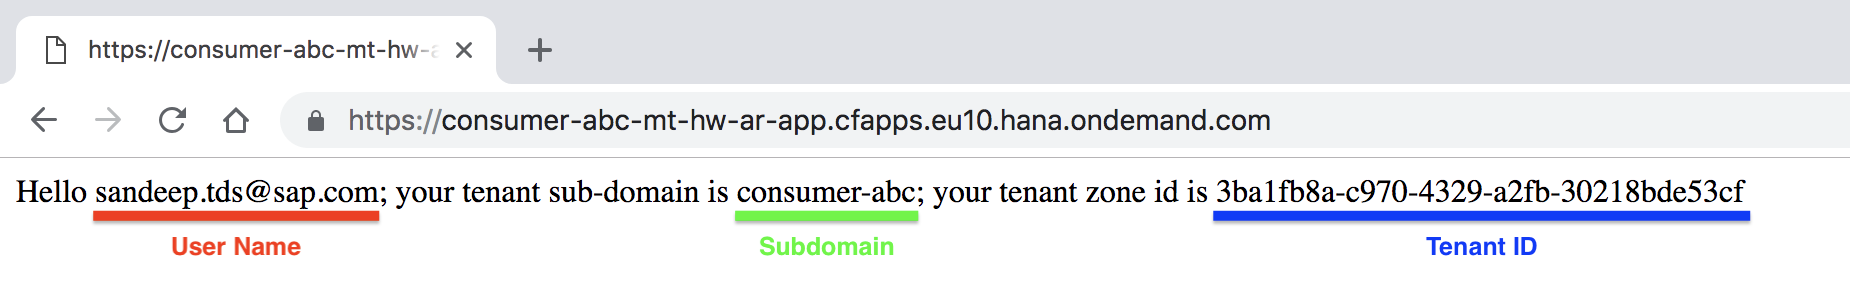 https://consumer-abc-mt-hw-a
https://consumer-abc-mt-hw-ar-app.cfapps.eu10.hana.ondemand.com
Hello sandeep.tds@sap.com; your tenant sub-domain is consumer-abc; your tenant zone id is 3ba1fb8a-c970-4329-a2fb-30218bde53cf
User Name Subdomain Tenant ID